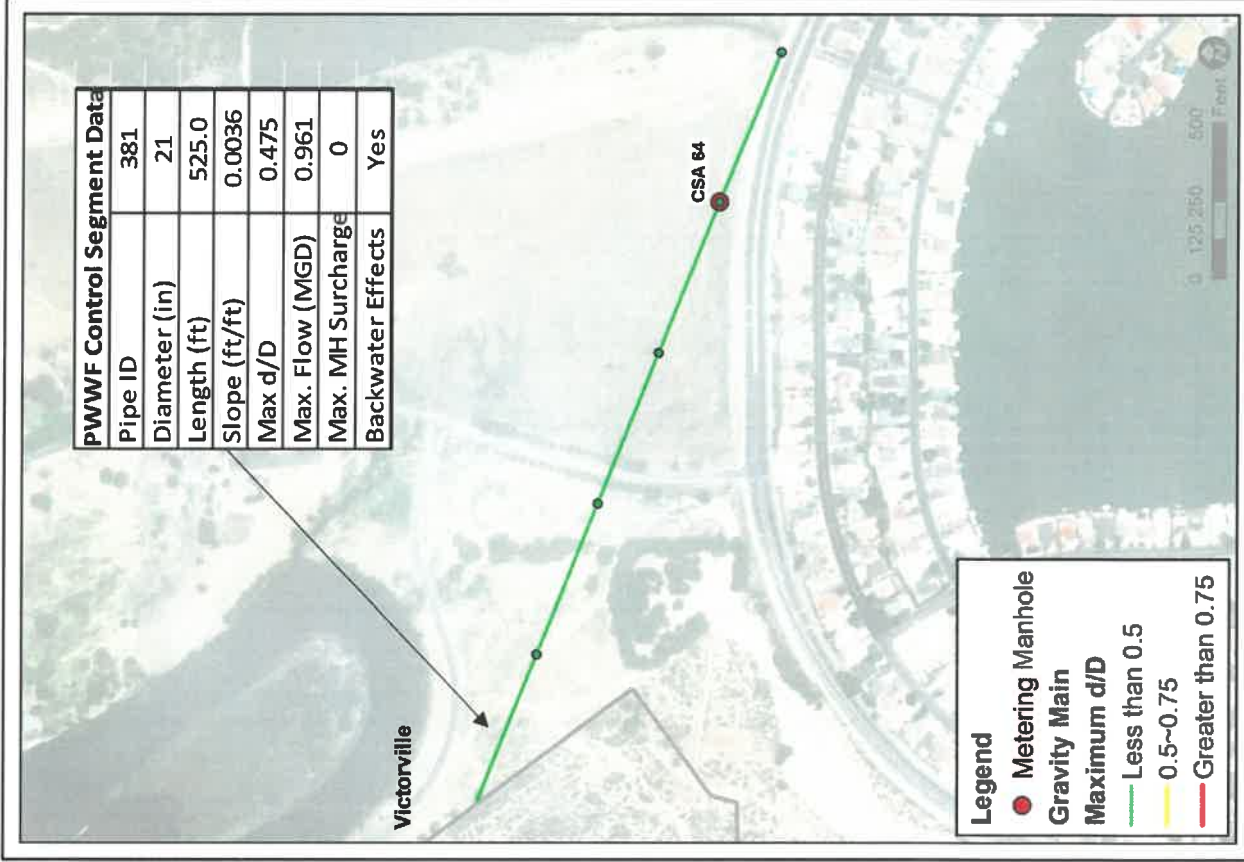 PWWF Control Segment Data
Pipe ID 381
Diameter (in) 21
Length (ft) 525.0
Slope (ft/ft) 0.0036
Max d/D 0.475
Max. Flow (MGD) 0.961
Max. MH Surcharge 0
Backwater Effects Yes
Victorville
CSA 64
Legend
Metering Manhole
Gravity Main
Maximum d/D
Less than 0.5
0.5~0.75
Greater than 0.75
0 125 250 500
Feet